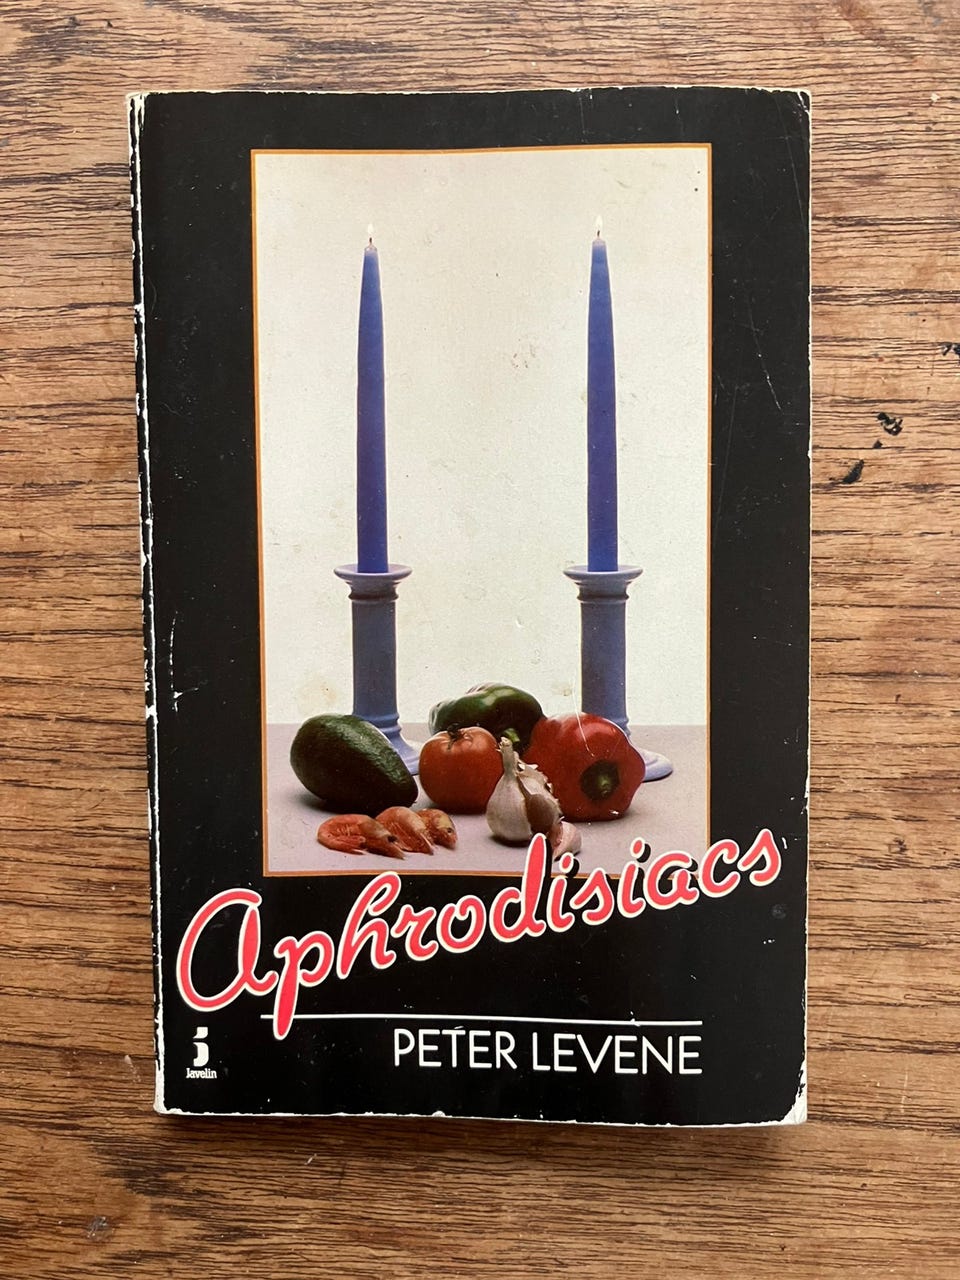 Aphrodisiacs
PETER LEVENE
Javelin